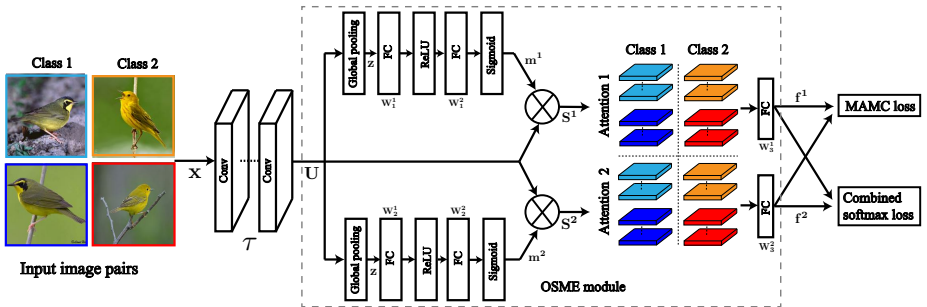 Class 1
Class 2
Input image pairs
x
Conv
Conv
τ
U
Global pooling
z
FC
W₁¹
ReLU
FC
W₁²
Sigmoid
m¹
S¹
Global pooling
z
FC
W₂¹
ReLU
FC
W₂²
Sigmoid
m²
S²
Class 1
Class 2
Attention 1
Attention 2
FC
W₃¹
FC
W₃²
f¹
f²
MAMC loss
Combined
softmax loss
OSME module